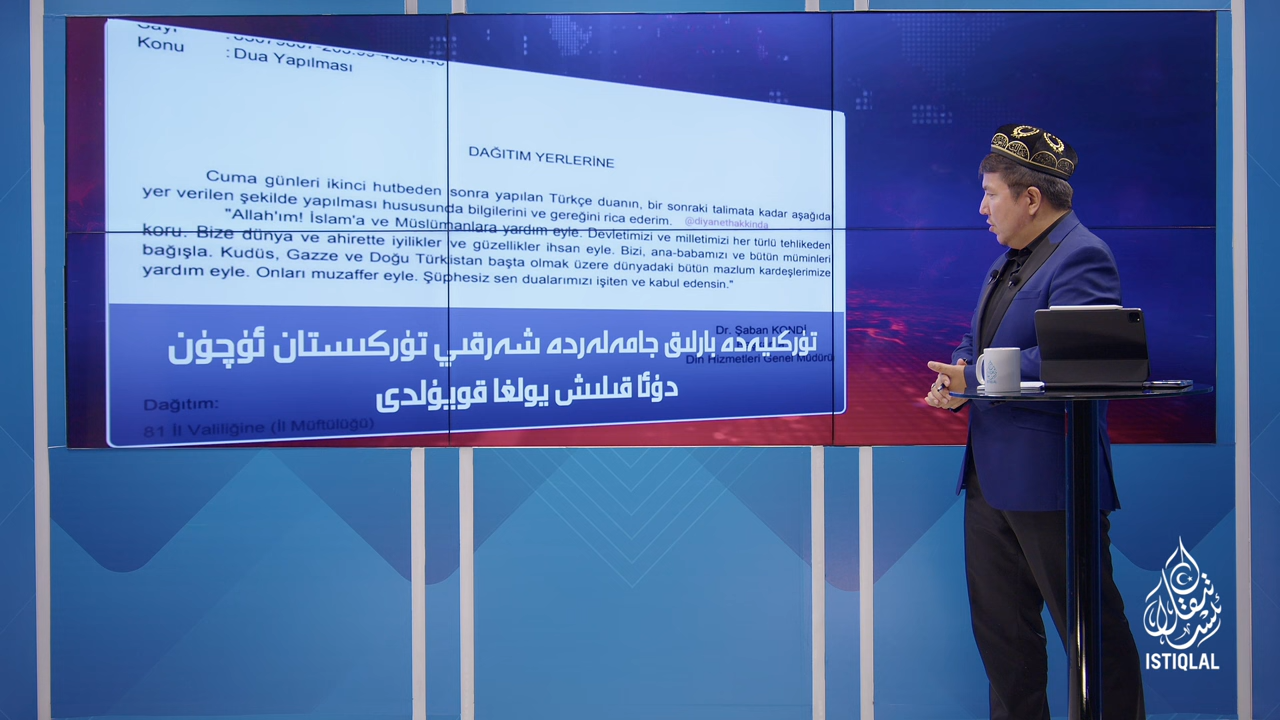 Konu : Dua Yapılması
DAĞITIM YERLERİNE
Cuma günleri ikinci hutbeden sonra yapılan Türkçe duanın, bir sonraki talimata kadar aşağıda
yer verilen şekilde yapılması hususunda bilgilerini ve gereğini rica ederim.
@diyanethakkinda
"Allah'ım! İslam'a ve Müslümanlara yardım eyle. Devletimizi ve milletimizi her türlü tehlikeden
koru. Bize dünya ve ahirette iyilikler ve güzellikler ihsan eyle. Bizi, ana-babamızı ve bütün müminleri
bağışla. Kudüs, Gazze ve Doğu Türkistan başta olmak üzere dünyadaki bütün mazlum kardeşlerimize
yardım eyle. Onları muzaffer eyle. Şüphesiz sen dualarımızı işiten ve kabul edensin."
Dr. Şaban KONDİ
Din Hizmetleri Genel Müdürü
تۈركىيەدە بارلىق جامەلەردە شەرقىي تۈركىستان ئۈچۈن
دۇئا قىلىش يولغا قويۇلدى
Dağıtım:
81 İl Valiliğine (İl Müftülüğü)
ئىستىقلال
ISTIQLAL